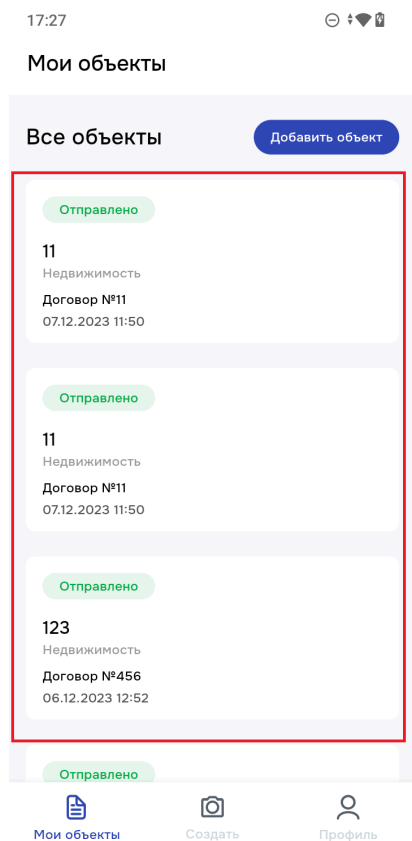 17:27
Мои объекты
Все объекты
Добавить объект
Отправлено
11
Недвижимость
Договор №11
07.12.2023 11:50
Отправлено
11
Недвижимость
Договор №11
07.12.2023 11:50
Отправлено
123
Недвижимость
Договор №456
06.12.2023 12:52
Отправлено
Мои объекты
Создать
Профиль